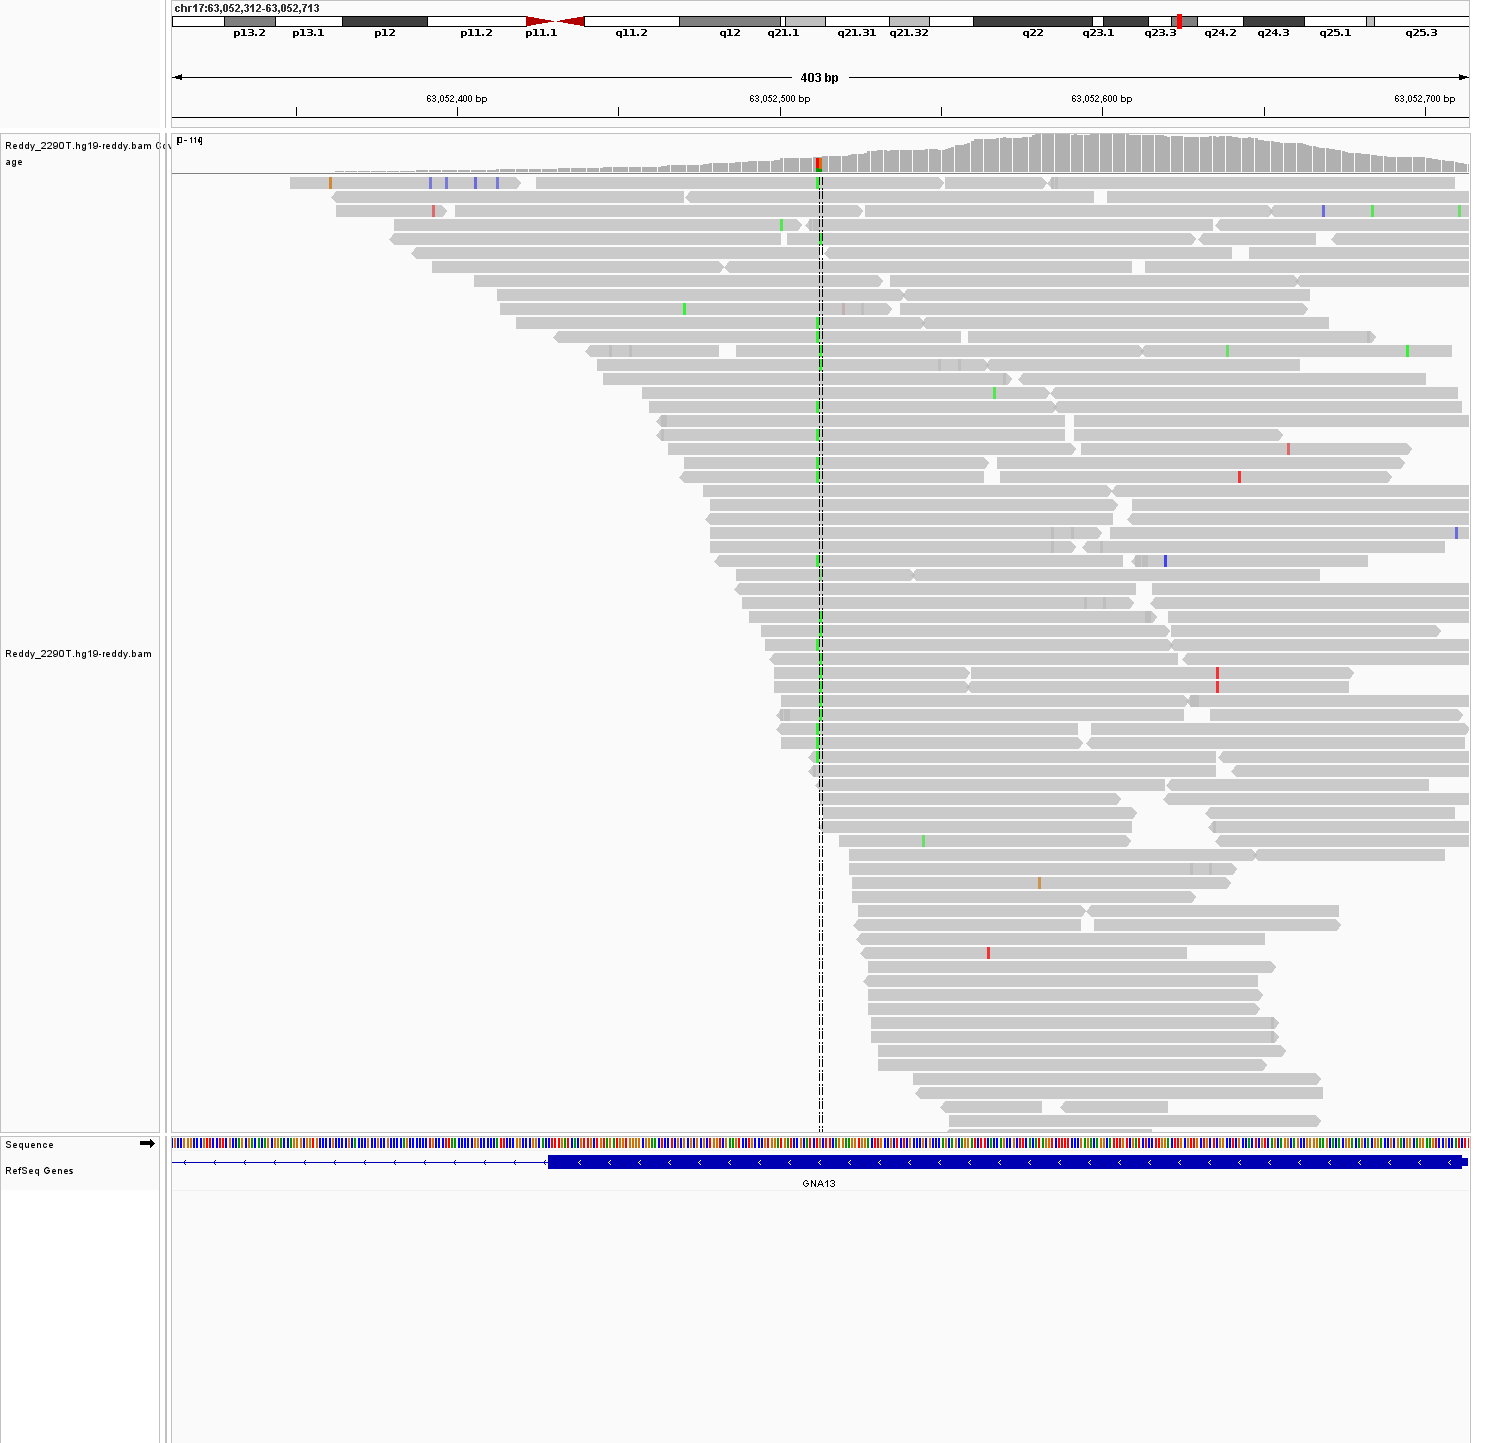 chr17:63,052,312-63,052,713
p13.2 p13.1 p12 p11.2 p11.1 q11.2 q12 q21.1 q21.31 q21.32 q22 q23.1 q23.3 q24.2 q24.3 q25.1 q25.3
403 bp
63,052,400 bp 63,052,500 bp 63,052,600 bp 63,052,700 bp
[0 - 114]
Reddy_2290T.hg19-reddy.bam Cov
age
Reddy_2290T.hg19-reddy.bam
Sequence
RefSeq Genes
GNA13